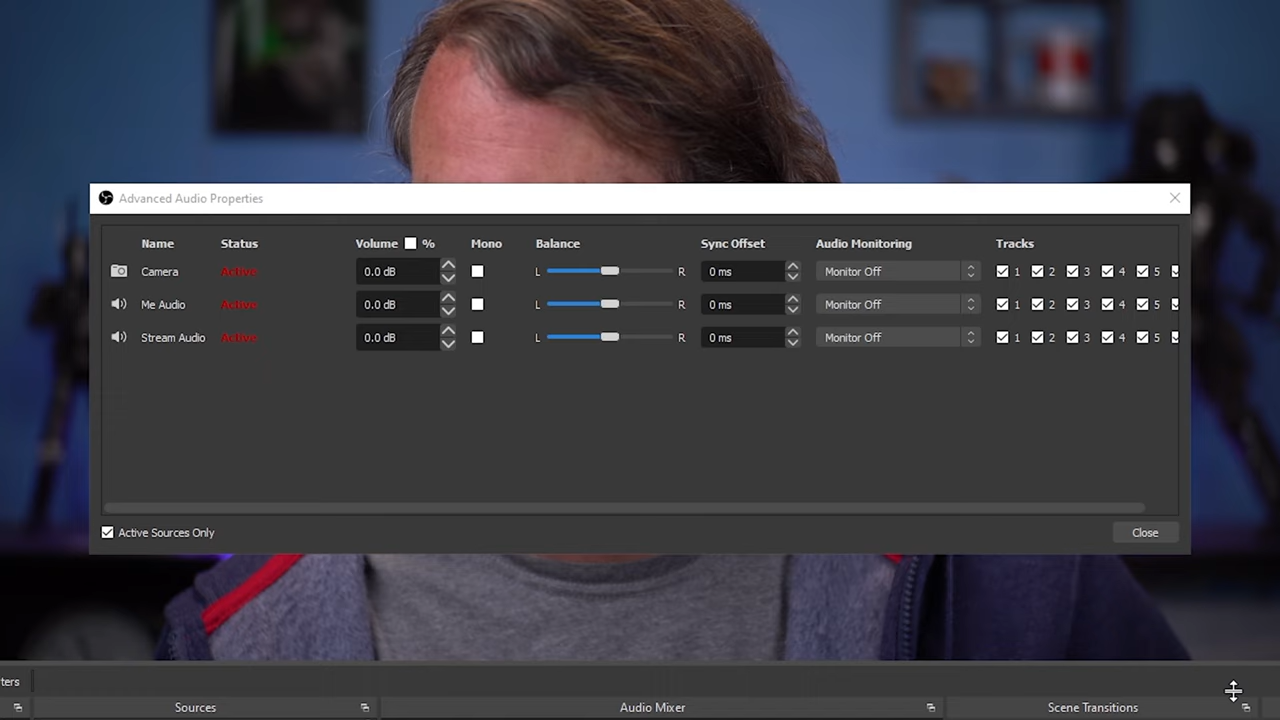 Advanced Audio Properties
Name Status Volume % Mono Balance Sync Offset Audio Monitoring Tracks
Camera Active 0.0 dB L R 0 ms Monitor Off 1 2 3 4 5
Me Audio Active 0.0 dB L R 0 ms Monitor Off 1 2 3 4 5
Stream Audio Active 0.0 dB L R 0 ms Monitor Off 1 2 3 4 5
Active Sources Only Close
ters
Sources Audio Mixer Scene Transitions